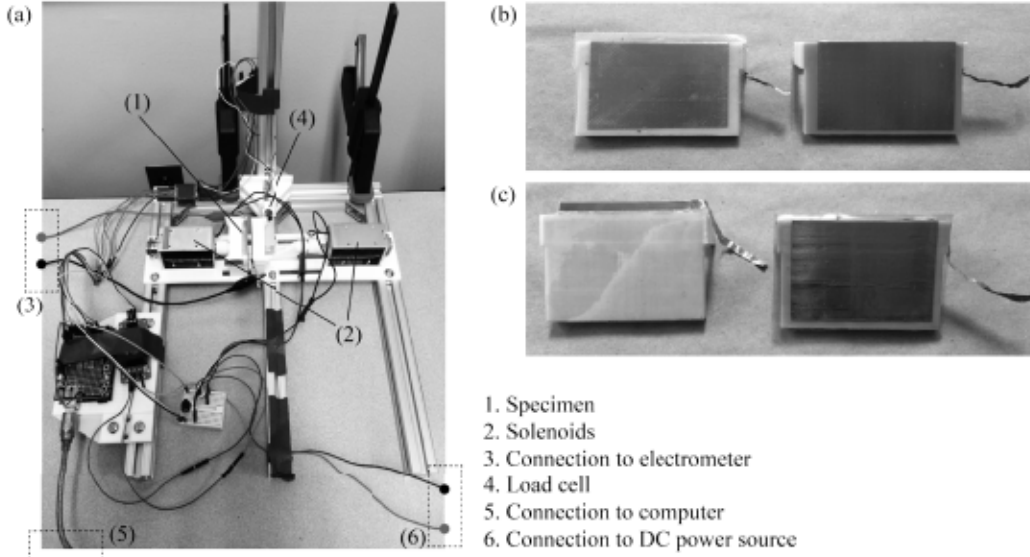 (a)
(1)
(4)
(3)
(2)
(5)
(6)
(b)
(c)
1. Specimen
2. Solenoids
3. Connection to electrometer
4. Load cell
5. Connection to computer
6. Connection to DC power source